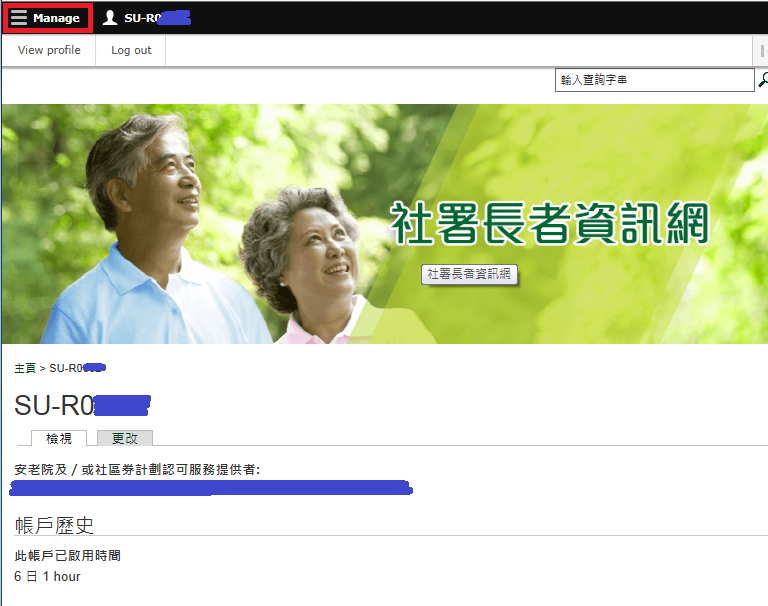 Manage SU-R0
View profile Log out
輸入查詢字串
社署長者資訊網
社署長者資訊網
主頁 > SU-R0
SU-R0
檢視 更改
安老院及 / 或社區券計劃認可服務提供者:
帳戶歷史
此帳戶已啟用時間
6 日 1 hour